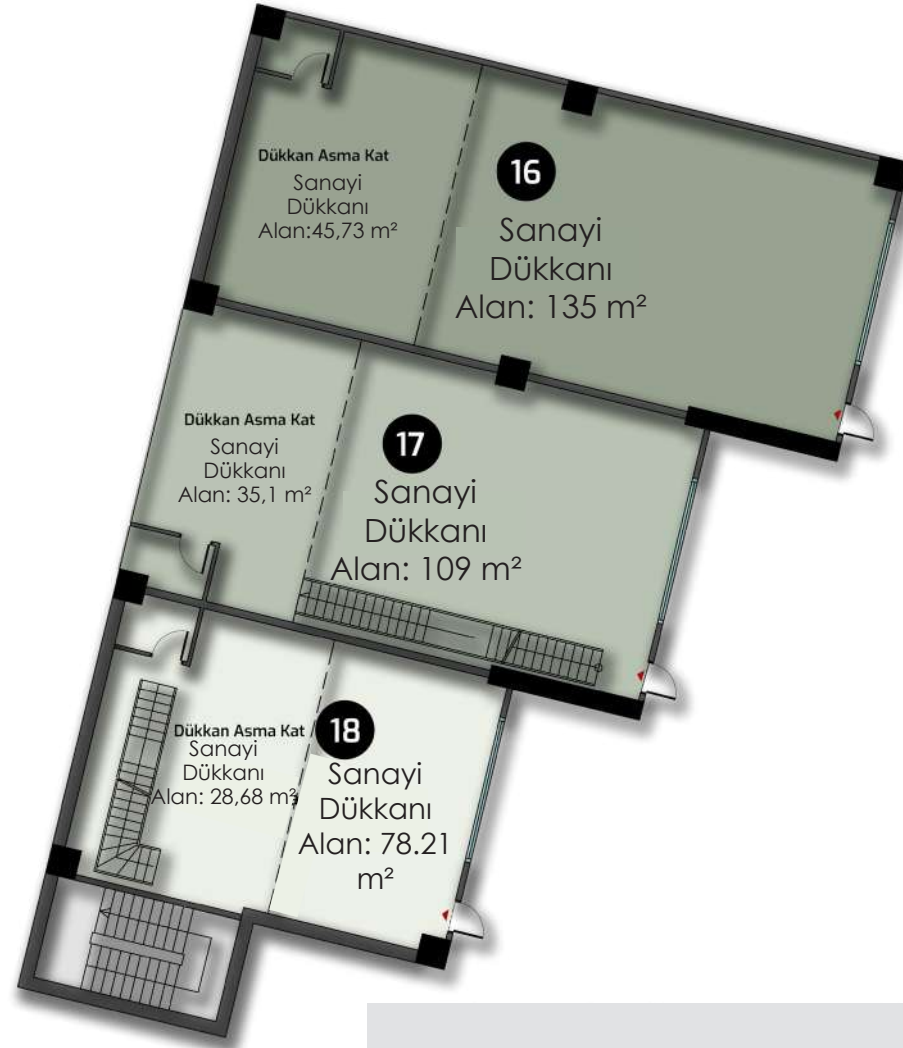 Dükkan Asma Kat
Sanayi
Dükkanı
Alan:45,73 m²
16
Sanayi
Dükkanı
Alan: 135 m²
Dükkan Asma Kat
Sanayi
Dükkanı
Alan: 35,1 m²
17
Sanayi
Dükkanı
Alan: 109 m²
Dükkan Asma Kat
Sanayi
Dükkanı
Alan: 28,68 m²
18
Sanayi
Dükkanı
Alan: 78.21
m²